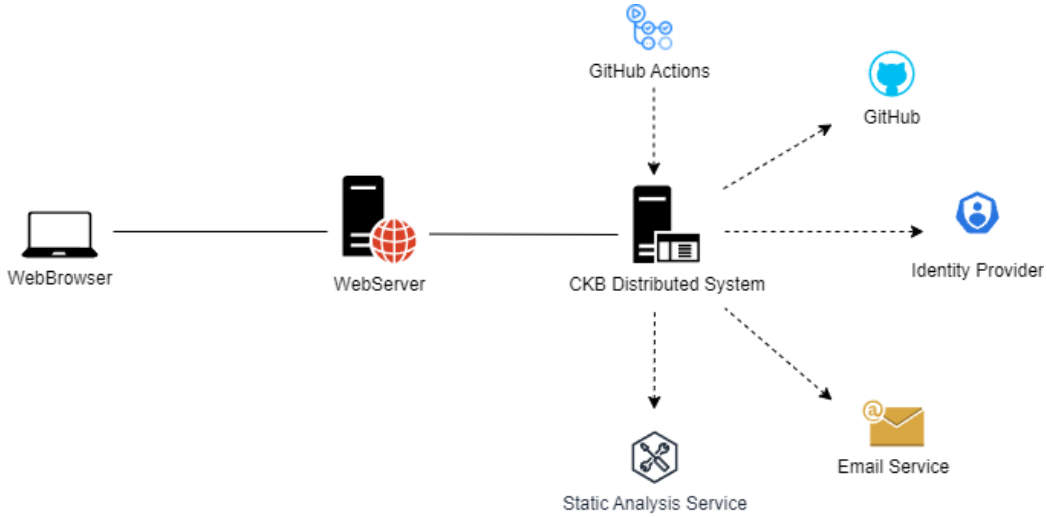 GitHub Actions
GitHub
WebBrowser
WebServer
CKB Distributed System
Identity Provider
@
Email Service
Static Analysis Service